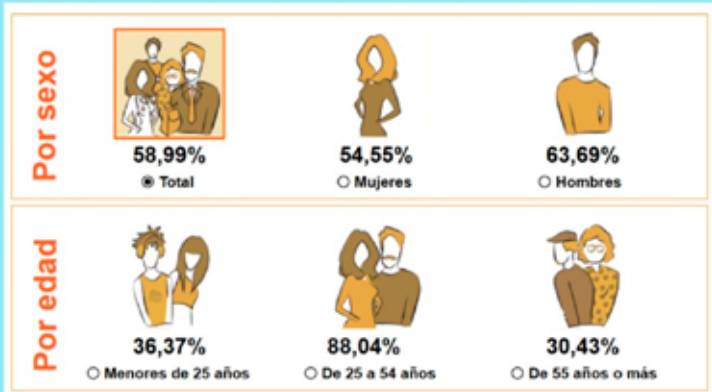 Por sexo
58,99% 54,55% 63,69%
Total Mujeres Hombres
Por edad
36,37% 88,04% 30,43%
Menores de 25 años De 25 a 54 años De 55 años o más